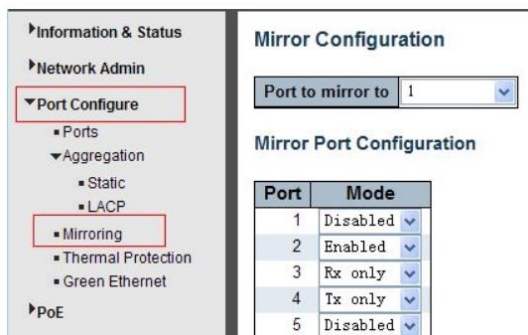 Information & Status
Network Admin
Port Configure
Ports
Aggregation
Static
LACP
Mirroring
Thermal Protection
Green Ethernet
PoE
Mirror Configuration
Port to mirror to 1
Mirror Port Configuration
Port Mode
1 Disabled
2 Enabled
3 Rx only
4 Tx only
5 Disabled